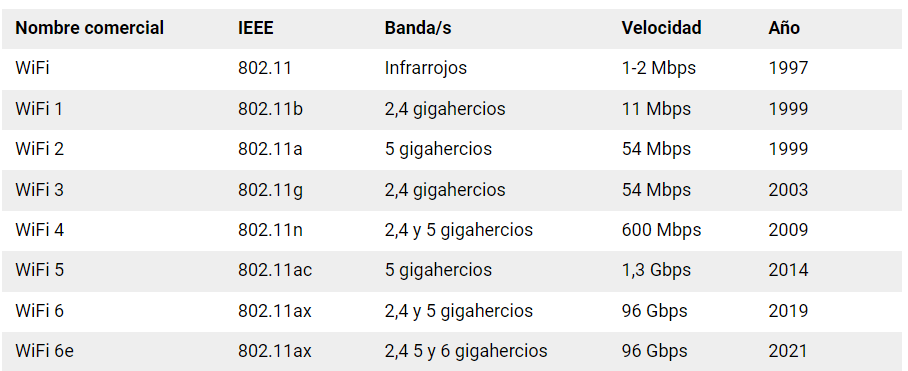 Nombre comercial IEEE Banda/s Velocidad Año
WiFi 802.11 Infrarrojos 1-2 Mbps 1997
WiFi 1 802.11b 2,4 gigahercios 11 Mbps 1999
WiFi 2 802.11a 5 gigahercios 54 Mbps 1999
WiFi 3 802.11g 2,4 gigahercios 54 Mbps 2003
WiFi 4 802.11n 2,4 y 5 gigahercios 600 Mbps 2009
WiFi 5 802.11ac 5 gigahercios 1,3 Gbps 2014
WiFi 6 802.11ax 2,4 y 5 gigahercios 96 Gbps 2019
WiFi 6e 802.11ax 2,4 5 y 6 gigahercios 96 Gbps 2021